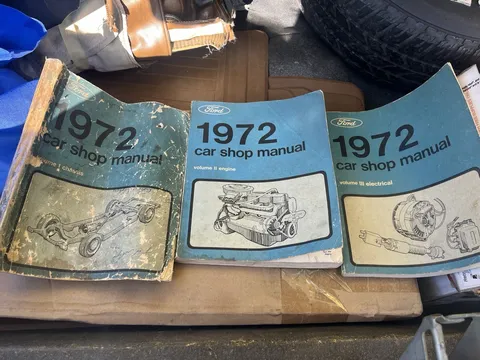 1972
car shop manual
volume I chassis
Ford
1972
car shop manual
volume II engine
Ford
1972
car shop manual
volume III electrical